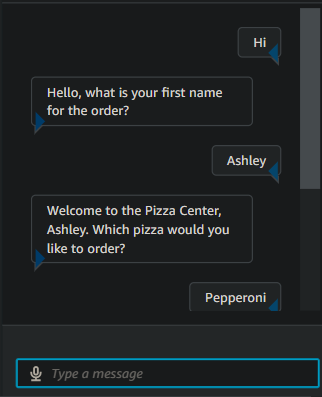 Hi
Hello, what is your first name
for the order?
Ashley
Welcome to the Pizza Center,
Ashley. Which pizza would you
like to order?
Pepperoni
Type a message